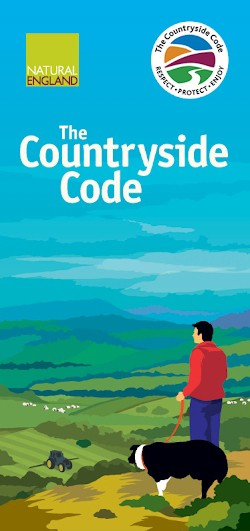 NATURAL
ENGLAND
The Countryside Code
RESPECT • PROTECT • ENJOY
The
Countryside
Code